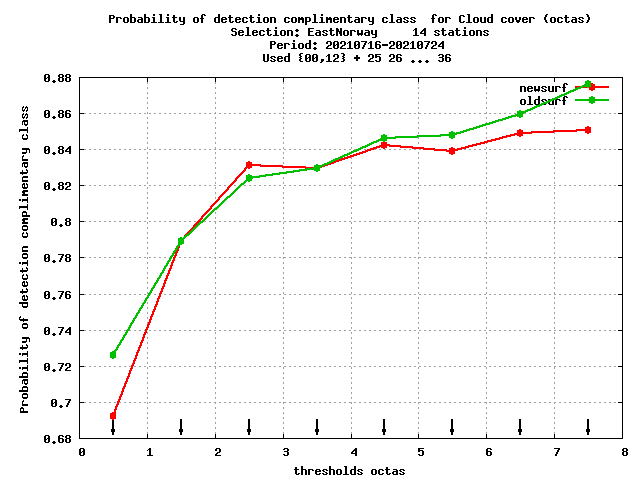 Probability of detection complimentary class  for Cloud cover (octas)
Selection: EastNorway     14 stations
Period: 20210716-20210724
Used {00,12} + 25 26 ... 36
newsurf
oldsurf
Probability of detection complimentary class
0.88
0.86
0.84
0.82
0.8
0.78
0.76
0.74
0.72
0.7
0.68
0 1 2 3 4 5 6 7 8
thresholds octas